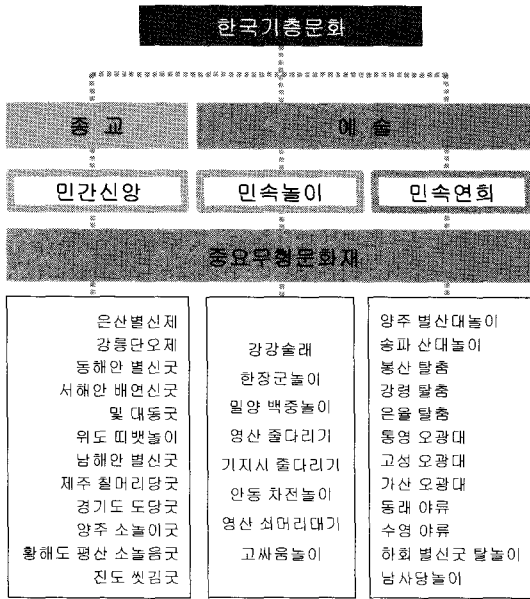 한국기층문화
종교
예술
민간신앙
민속놀이
민속연희
중요무형문화재
은산별신제
강릉단오제
동해안 별신굿
서해안 배연신굿
및 대동굿
위도 띠뱃놀이
남해안 별신굿
제주 칠머리당굿
경기도 도당굿
양주 소놀이굿
황해도 평산 소놀음굿
진도 씻김굿
강강술래
한장군놀이
밀양 백중놀이
영산 줄다리기
기지시 줄다리기
안동 차전놀이
영산 쇠머리대기
고싸움놀이
양주 별산대놀이
송파 산대놀이
봉산 탈춤
강령 탈춤
은율 탈춤
통영 오광대
고성 오광대
가산 오광대
동래 야류
수영 야류
하회 별신굿 탈놀이
남사당놀이